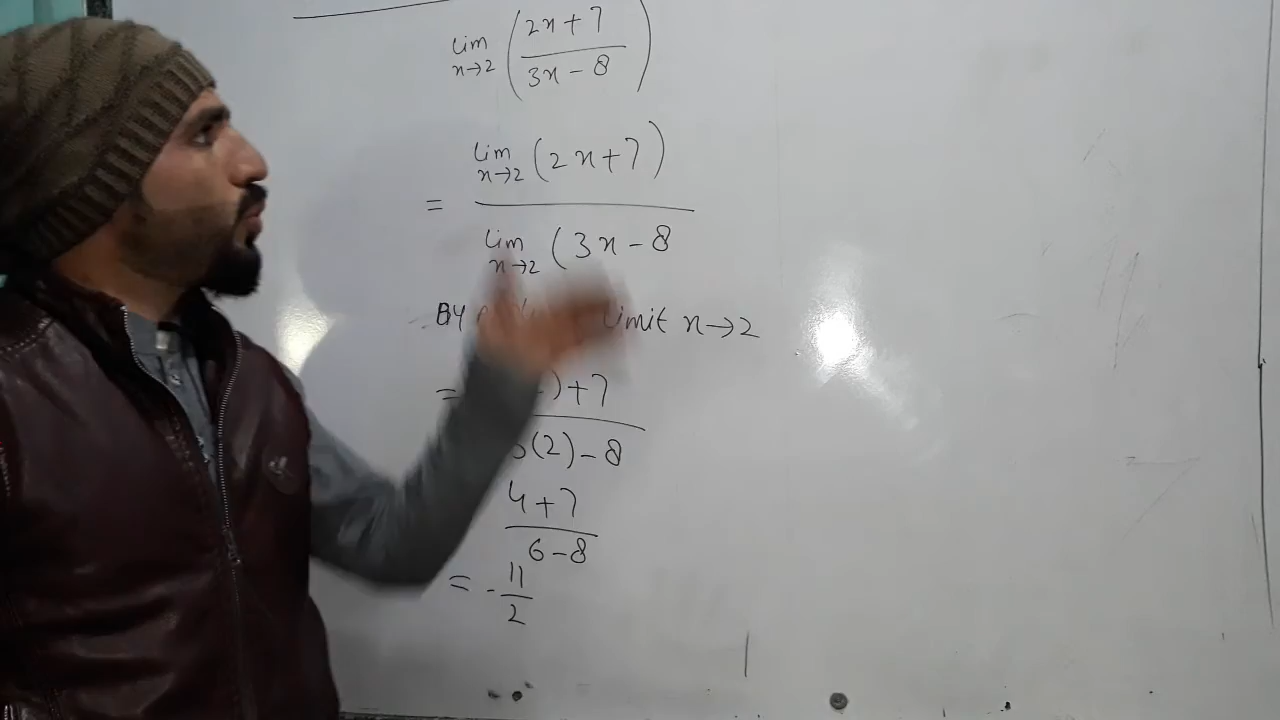 lim x→2 (2x+7 / 3x-8)
= lim x→2 (2x+7) / lim x→2 (3x-8
By limit x→2
= )+7 / (2)-8
4+7 / 6-8
= -11/2